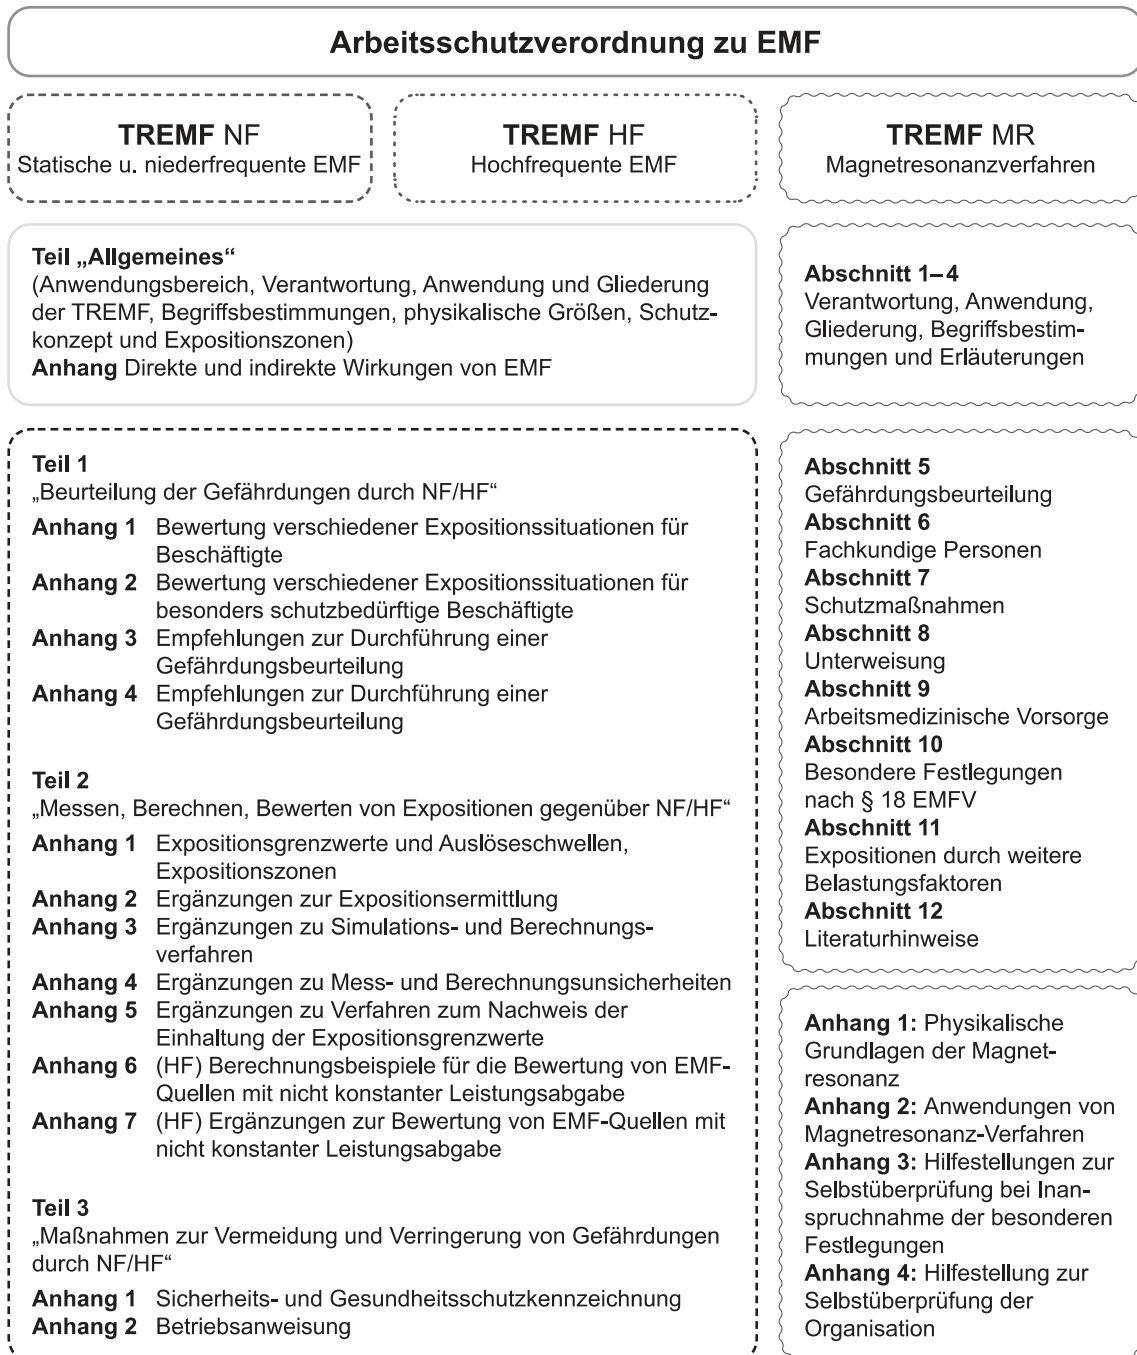 Arbeitsschutzverordnung zu EMF
TREMF NF
Statische u. niederfrequente EMF
TREMF HF
Hochfrequente EMF
TREMF MR
Magnetresonanzverfahren
Teil „Allgemeines“
(Anwendungsbereich, Verantwortung, Anwendung und Gliederung
der TREMF, Begriffsbestimmungen, physikalische Größen, Schutz-
konzept und Expositionszonen)
Anhang Direkte und indirekte Wirkungen von EMF
Abschnitt 1–4
Verantwortung, Anwendung,
Gliederung, Begriffsbestim-
mungen und Erläuterungen
Teil 1
„Beurteilung der Gefährdungen durch NF/HF“
Anhang 1 Bewertung verschiedener Expositionssituationen für
Beschäftigte
Anhang 2 Bewertung verschiedener Expositionssituationen für
besonders schutzbedürftige Beschäftigte
Anhang 3 Empfehlungen zur Durchführung einer
Gefährdungsbeurteilung
Anhang 4 Empfehlungen zur Durchführung einer
Gefährdungsbeurteilung
Teil 2
„Messen, Berechnen, Bewerten von Expositionen gegenüber NF/HF“
Anhang 1 Expositionsgrenzwerte und Auslöseschwellen,
Expositionszonen
Anhang 2 Ergänzungen zur Expositionsermittlung
Anhang 3 Ergänzungen zu Simulations- und Berechnungs-
verfahren
Anhang 4 Ergänzungen zu Mess- und Berechnungsunsicherheiten
Anhang 5 Ergänzungen zu Verfahren zum Nachweis der
Einhaltung der Expositionsgrenzwerte
Anhang 6 (HF) Berechnungsbeispiele für die Bewertung von EMF-
Quellen mit nicht konstanter Leistungsabgabe
Anhang 7 (HF) Ergänzungen zur Bewertung von EMF-Quellen mit
nicht konstanter Leistungsabgabe
Teil 3
„Maßnahmen zur Vermeidung und Verringerung von Gefährdungen
durch NF/HF“
Anhang 1 Sicherheits- und Gesundheitsschutzkennzeichnung
Anhang 2 Betriebsanweisung
Abschnitt 5
Gefährdungsbeurteilung
Abschnitt 6
Fachkundige Personen
Abschnitt 7
Schutzmaßnahmen
Abschnitt 8
Unterweisung
Abschnitt 9
Arbeitsmedizinische Vorsorge
Abschnitt 10
Besondere Festlegungen
nach § 18 EMFV
Abschnitt 11
Expositionen durch weitere
Belastungsfaktoren
Abschnitt 12
Literaturhinweise
Anhang 1: Physikalische
Grundlagen der Magnet-
resonanz
Anhang 2: Anwendungen von
Magnetresonanz-Verfahren
Anhang 3: Hilfestellungen zur
Selbstüberprüfung bei Inan-
spruchnahme der besonderen
Festlegungen
Anhang 4: Hilfestellung zur
Selbstüberprüfung der
Organisation